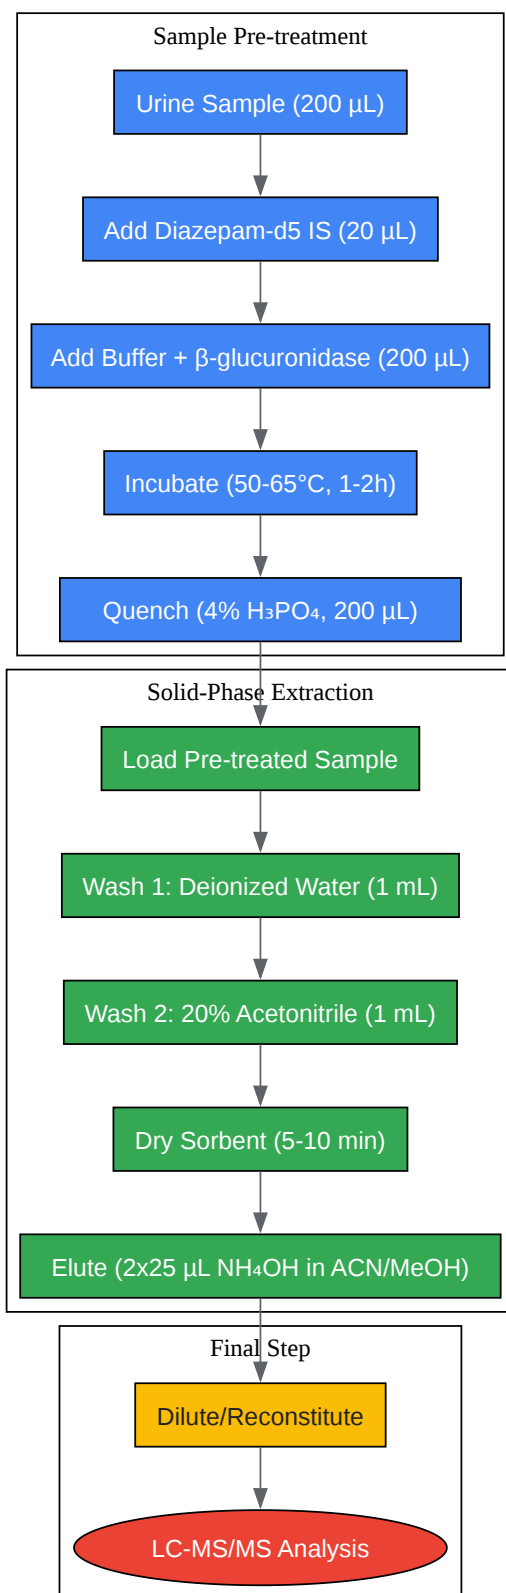 Sample Pre-treatment
Urine Sample (200 µL)
Add Diazepam-d5 IS (20 µL)
Add Buffer + β-glucuronidase (200 µL)
Incubate (50-65°C, 1-2h)
Quench (4% H₃PO₄, 200 µL)
Solid-Phase Extraction
Load Pre-treated Sample
Wash 1: Deionized Water (1 mL)
Wash 2: 20% Acetonitrile (1 mL)
Dry Sorbent (5-10 min)
Elute (2x25 µL NH₄OH in ACN/MeOH)
Final Step
Dilute/Reconstitute
LC-MS/MS Analysis